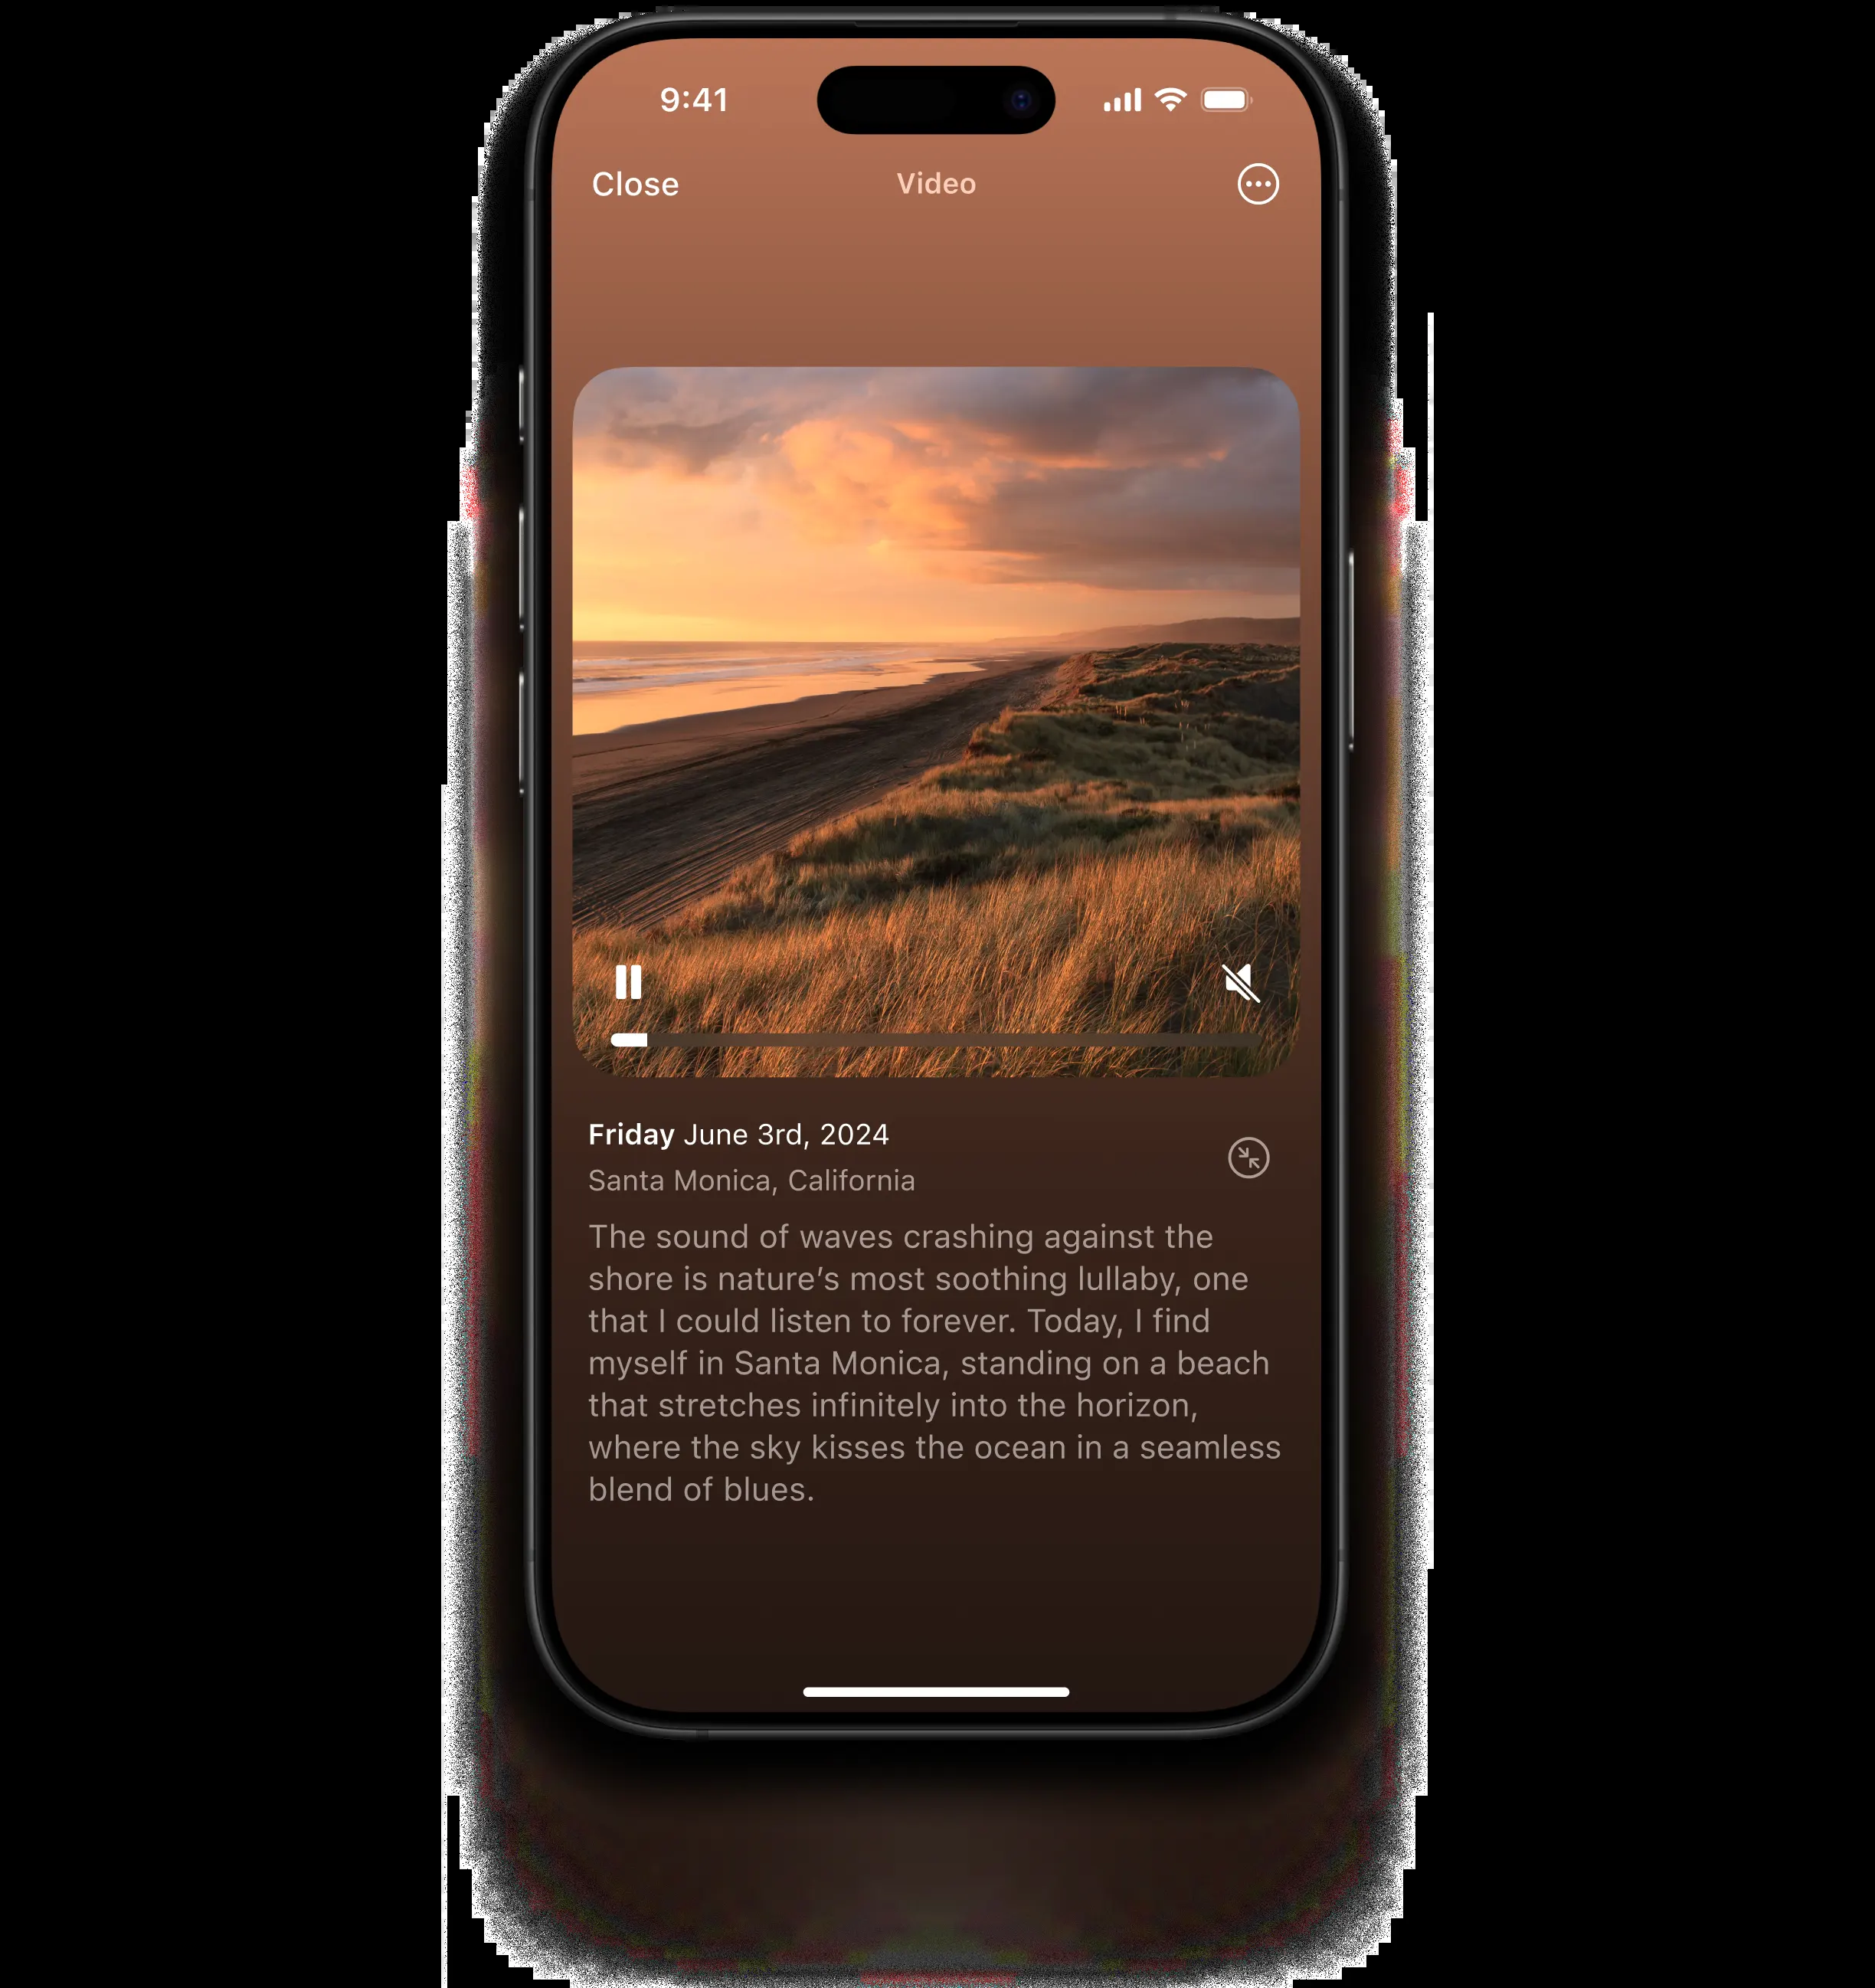 9:41
Close
Video
Friday June 3rd, 2024
Santa Monica, California
The sound of waves crashing against the
shore is nature’s most soothing lullaby, one
that I could listen to forever. Today, I find
myself in Santa Monica, standing on a beach
that stretches infinitely into the horizon,
where the sky kisses the ocean in a seamless
blend of blues.